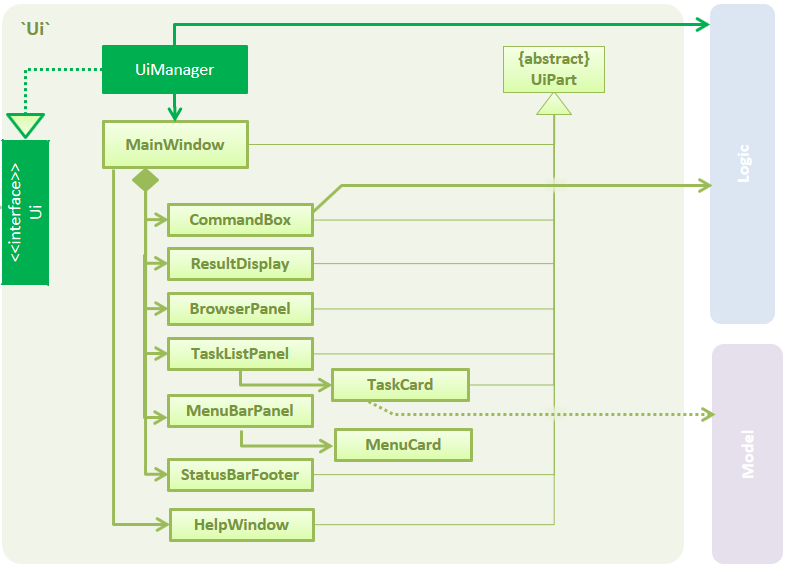 `Ui`
UiManager
{abstract}
UiPart
MainWindow
<<interface>>
Ui
Logic
CommandBox
ResultDisplay
BrowserPanel
TaskListPanel
TaskCard
MenuBarPanel
MenuCard
Model
StatusBarFooter
HelpWindow